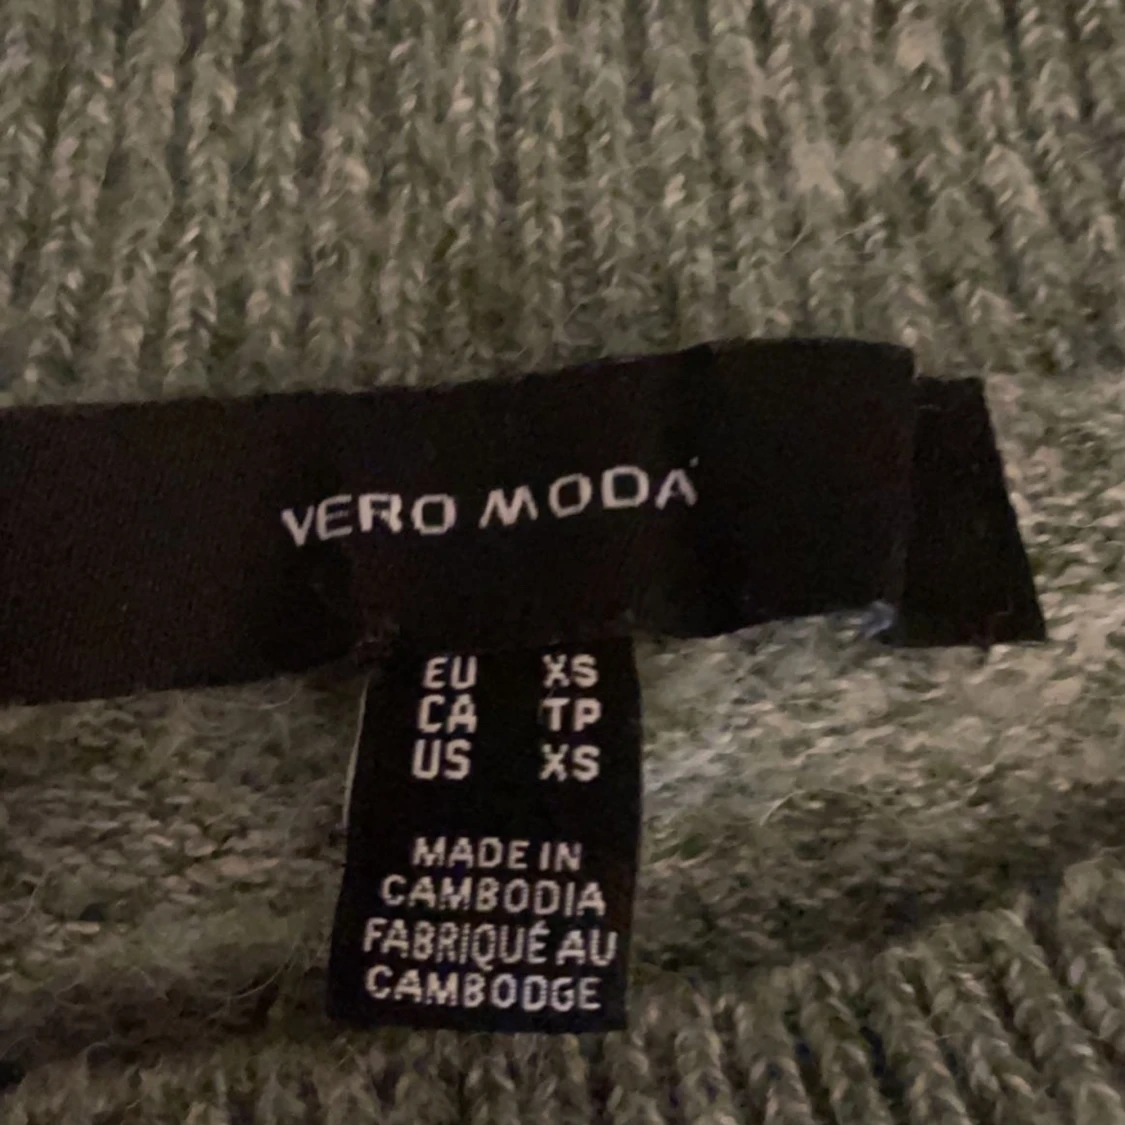 VERO MODA
EU XS
CA TP
US XS
MADE IN
CAMBODIA
FABRIQUÉ AU
CAMBODGE